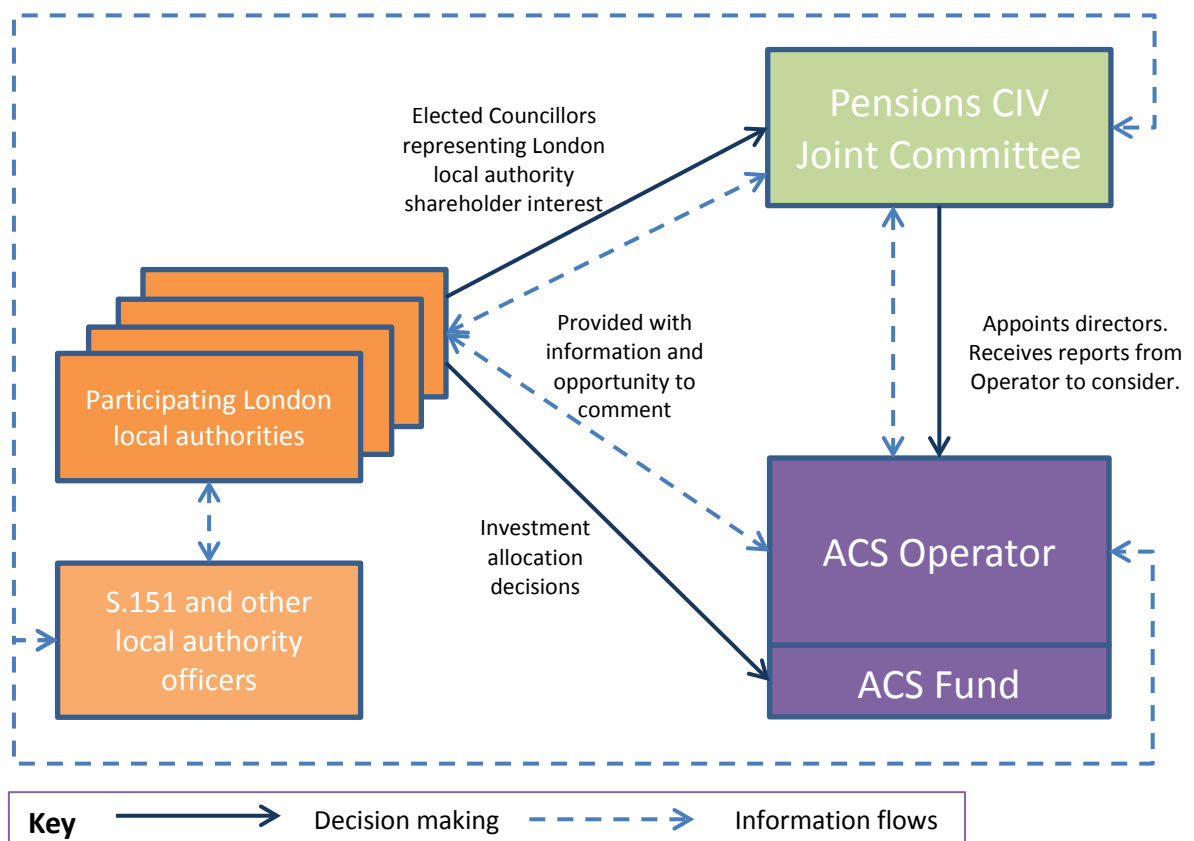 Pensions CIV
Joint Committee
Elected Councillors
representing London
local authority
shareholder interest
Provided with
information and
opportunity to
comment
Appoints directors.
Receives reports from
Operator to consider.
Participating London
local authorities
Investment
allocation
decisions
ACS Operator
S.151 and other
local authority
officers
ACS Fund
Key
Decision making
Information flows